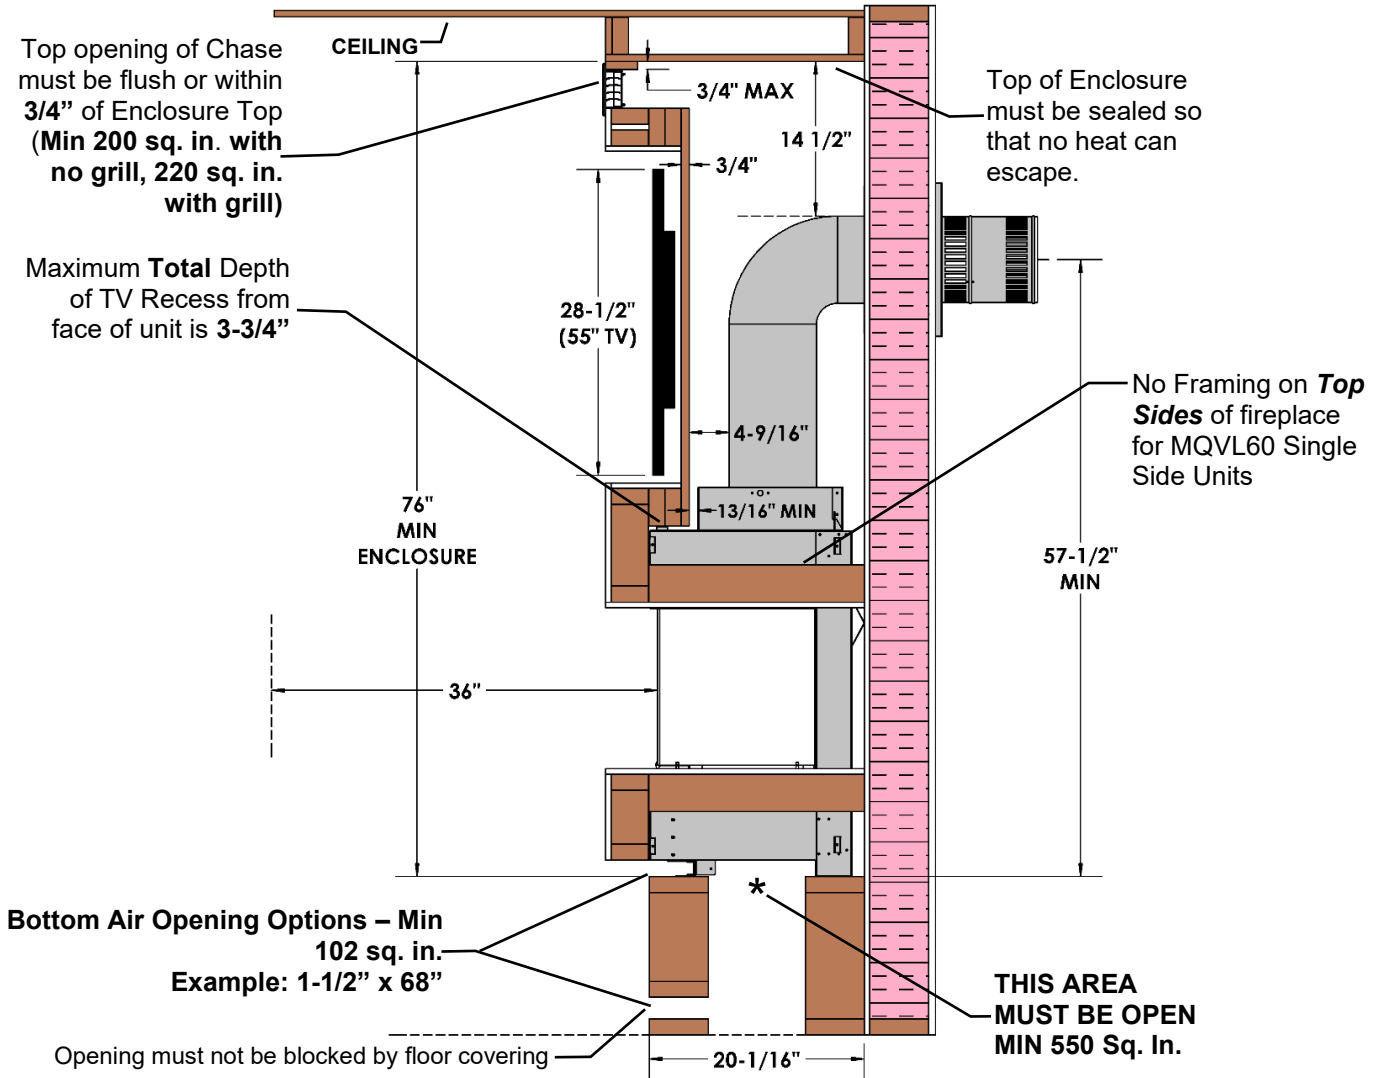 CEILING
Top opening of Chase
must be flush or within
3/4” of Enclosure Top
(Min 200 sq. in. with
no grill, 220 sq. in.
with grill)
3/4" MAX
14 1/2"
Top of Enclosure
must be sealed so
that no heat can
escape.
3/4"
Maximum Total Depth
of TV Recess from
face of unit is 3-3/4”
28-1/2"
(55" TV)
No Framing on Top
Sides of fireplace
for MQVL60 Single
Side Units
4-9/16"
76"
MIN
ENCLOSURE
13/16" MIN
57-1/2"
MIN
36"
*
Bottom Air Opening Options – Min
102 sq. in.
Example: 1-1/2” x 68”
THIS AREA
MUST BE OPEN
MIN 550 Sq. In.
Opening must not be blocked by floor covering
20-1/16"